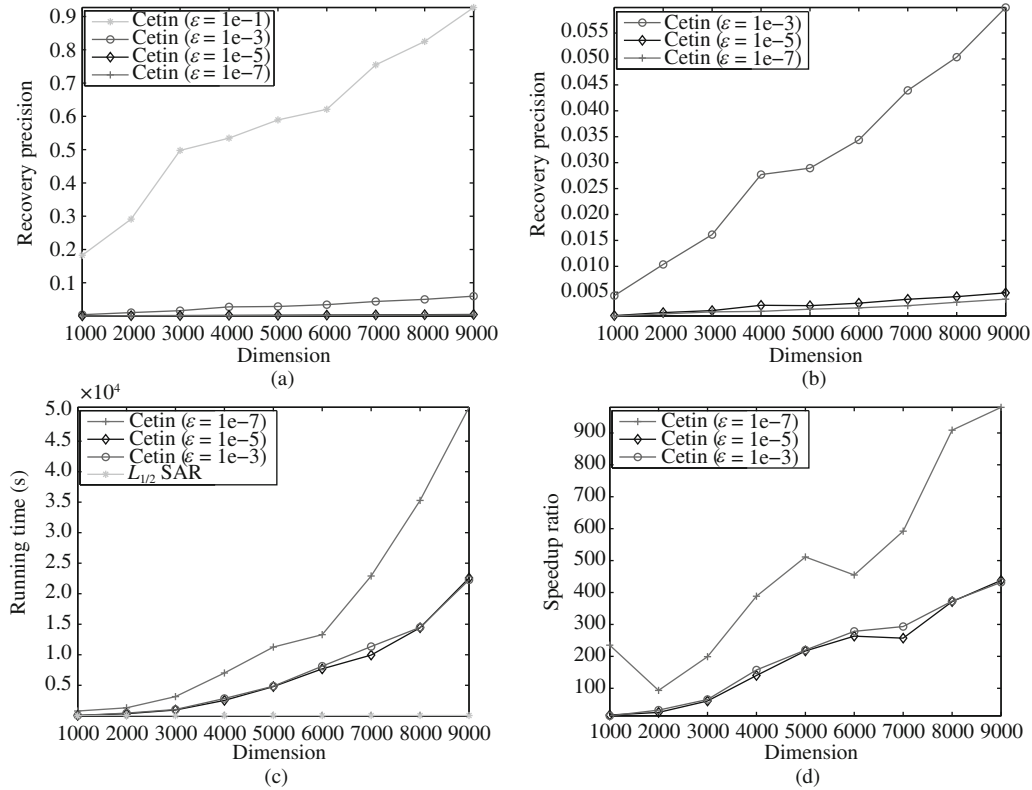 0.9
0.8
0.7
0.6
0.5
0.4
0.3
0.2
0.1
Recovery precision
Cetin (ε = 1e−1)
Cetin (ε = 1e−3)
Cetin (ε = 1e−5)
Cetin (ε = 1e−7)
1000 2000 3000 4000 5000 6000 7000 8000 9000
Dimension
(a)
0.055
0.050
0.045
0.040
0.035
0.030
0.025
0.020
0.015
0.010
0.005
Recovery precision
Cetin (ε = 1e−3)
Cetin (ε = 1e−5)
Cetin (ε = 1e−7)
1000 2000 3000 4000 5000 6000 7000 8000 9000
Dimension
(b)
×10⁴
5.0
4.5
4.0
3.5
3.0
2.5
2.0
1.5
1.0
0.5
Running time (s)
Cetin (ε = 1e−7)
Cetin (ε = 1e−5)
Cetin (ε = 1e−3)
L1/2 SAR
1000 2000 3000 4000 5000 6000 7000 8000 9000
Dimension
(c)
900
800
700
600
500
400
300
200
100
Speedup ratio
Cetin (ε = 1e−7)
Cetin (ε = 1e−5)
Cetin (ε = 1e−3)
1000 2000 3000 4000 5000 6000 7000 8000 9000
Dimension
(d)